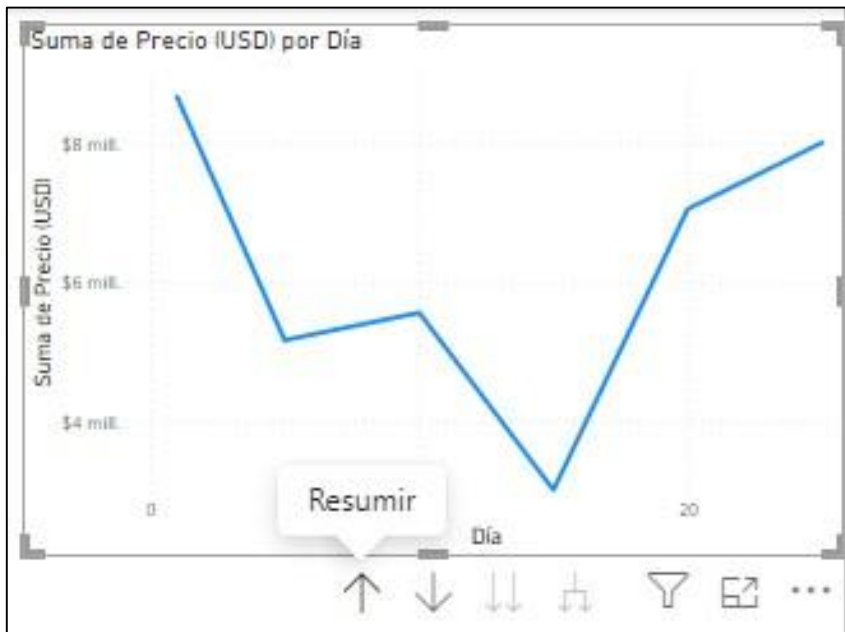 Suma de Precio (USD) por Día
Suma de Precio (USD)
$8 mill.
$6 mill.
$4 mill.
0
20
Día
Resumir